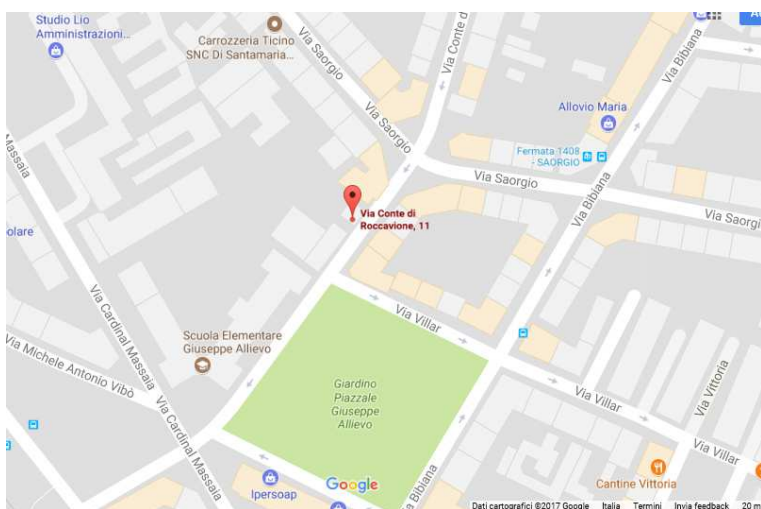 Studio Lio
Amministrazioni...
Carrozzeria Ticino
SNC Di Santamaria...
Via Saorgio
Via Conte d
Via Bibiana
Allovio Maria
Via Saorgio
Fermata 1408
- SAORGIO
Via Saorgio
Via Saorgi
Massaia
Via Conte di
Roccavione, 11
Via Bibiana
olare
Via Cardinal Massaia
Via Villar
Scuola Elementare
Giuseppe Allievo
Via Michele Antonio Vibò
Giardino
Piazzale
Giuseppe
Allievo
Via Villar
Via Vittoria
Via Cardinal Massaia
Via Villar
Ipersoap
Google
Bibiana
Cantine Vittoria
Dati cartografici ©2017 Google Italia Termini Invia feedback 20 m